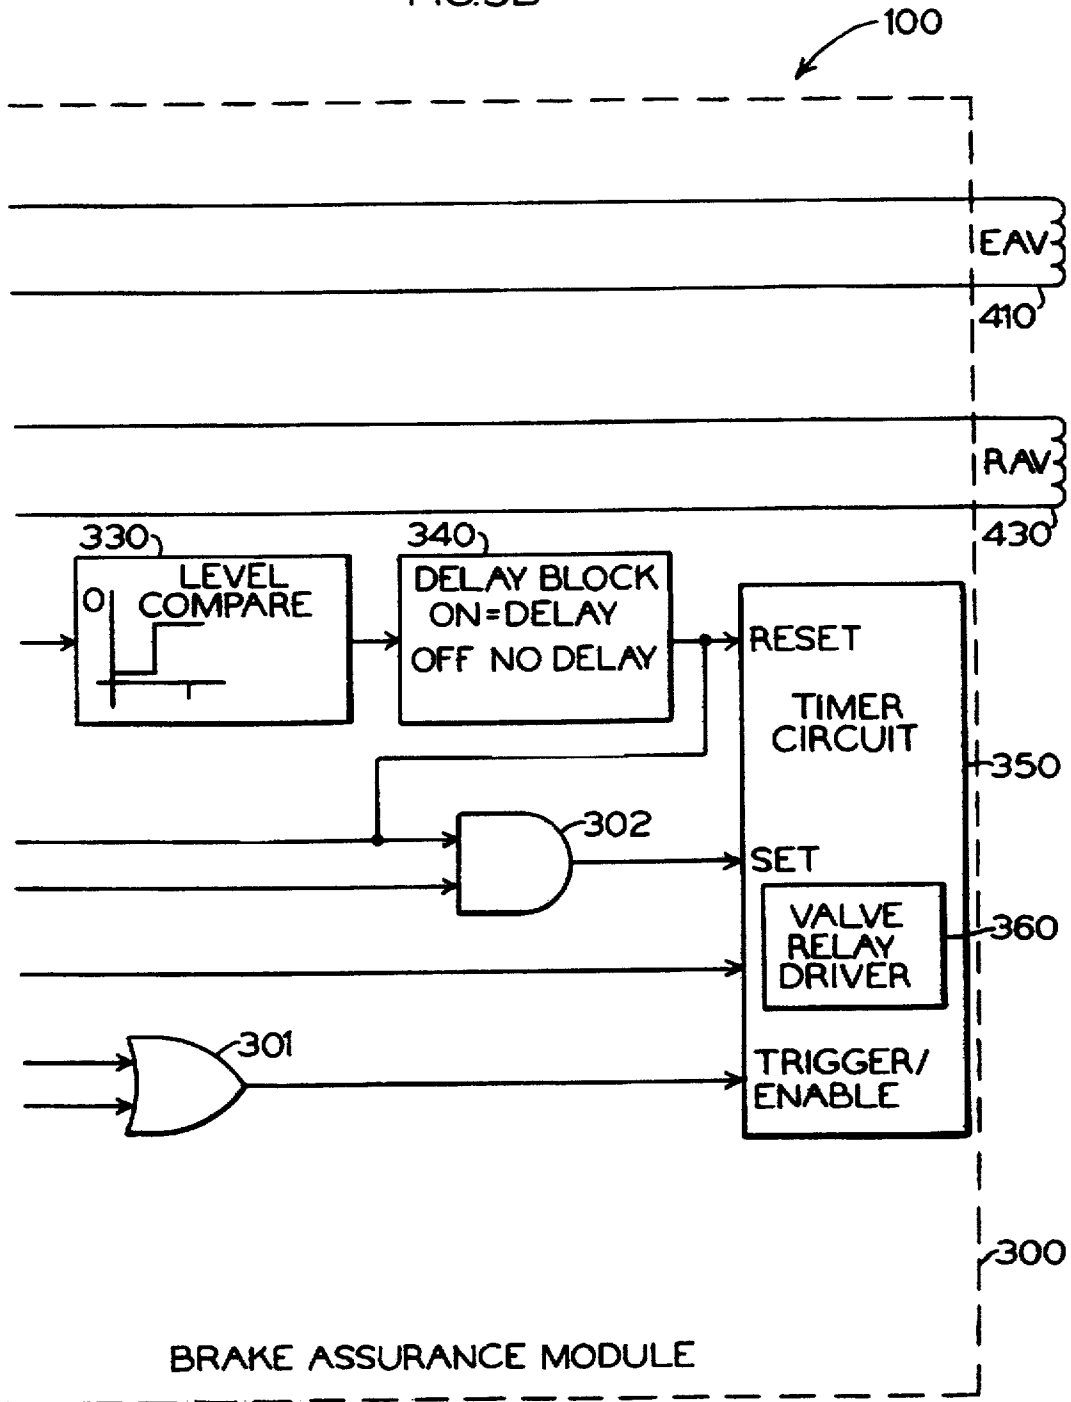 100
EAV
410
RAV
430
330
340
LEVEL
COMPARE
0
DELAY BLOCK
ON=DELAY
OFF NO DELAY
RESET
TIMER
CIRCUIT
350
302
SET
VALVE
RELAY
DRIVER
360
301
TRIGGER/
ENABLE
300
BRAKE ASSURANCE MODULE